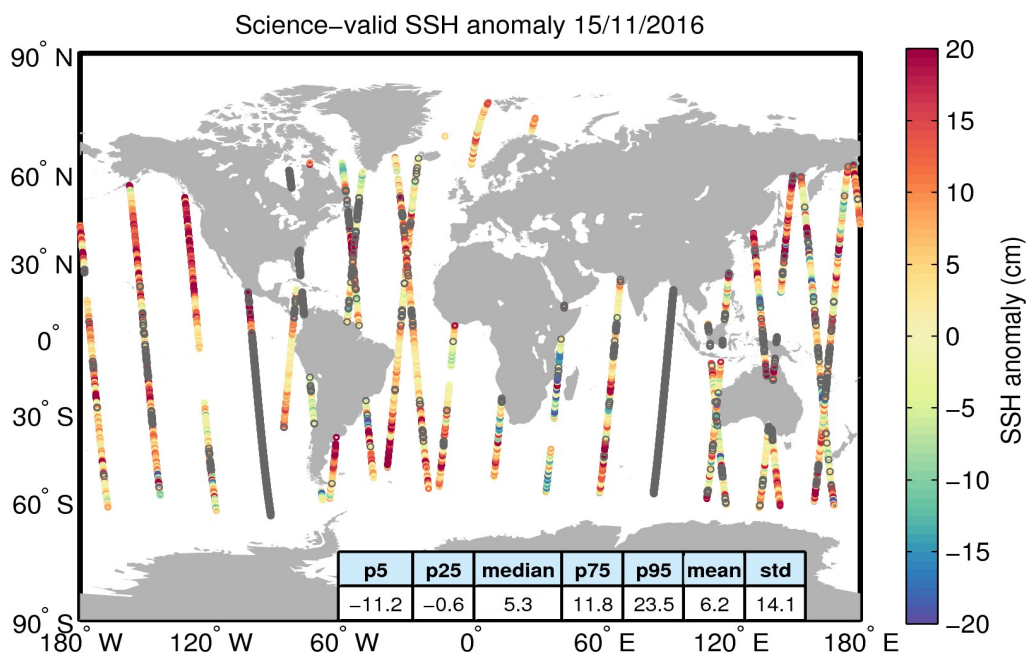 Science−valid SSH anomaly 15/11/2016
90° N
60° N
30° N
0°
30° S
60° S
90° S
180° W
120° W
60° W
0°
60° E
120° E
180° E
p5 p25 median p75 p95 mean std
−11.2 −0.6 5.3 11.8 23.5 6.2 14.1
20
15
10
5
0
−5
−10
−15
−20
SSH anomaly (cm)